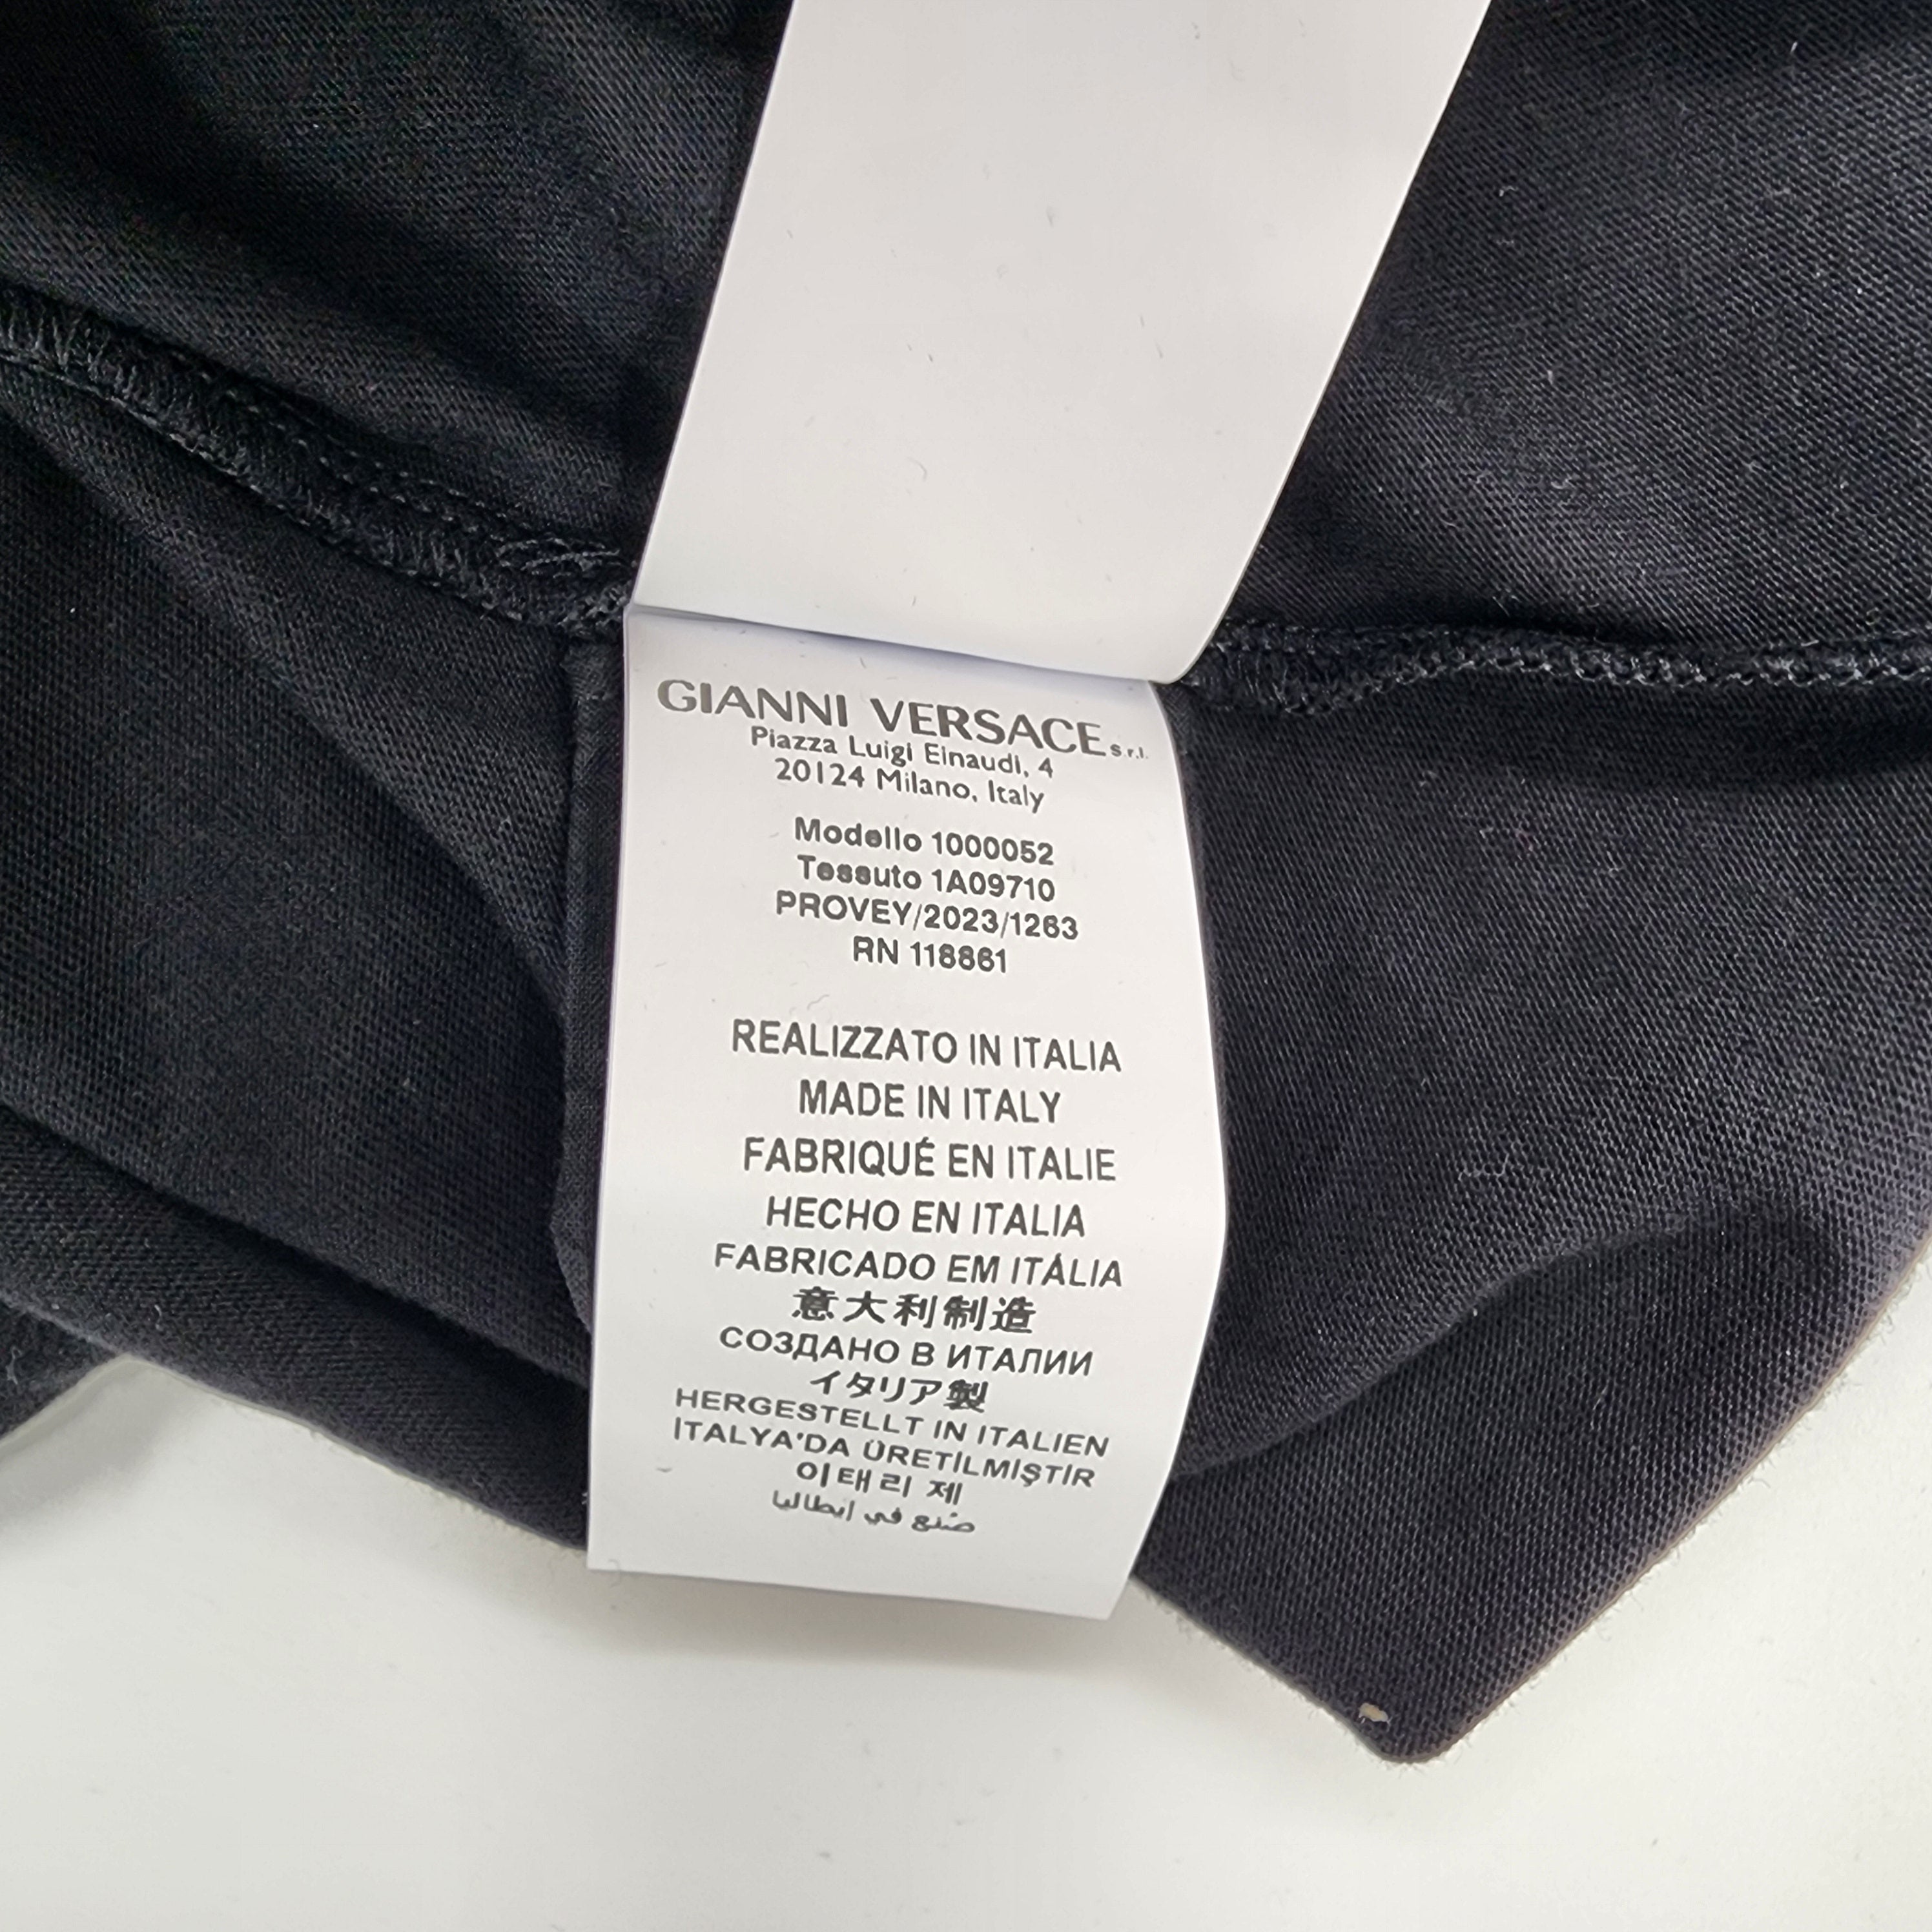 GIANNI VERSACE s.r.l.
Piazza Luigi Einaudi, 4
20124 Milano, Italy
Modello 1000052
Tessuto 1A09710
PROVEY/2023/1263
RN 118861
REALIZZATO IN ITALIA
MADE IN ITALY
FABRIQUÉ EN ITALIE
HECHO EN ITALIA
FABRICADO EM ITÁLIA
意大利制造
СОЗДАНО В ИТАЛИИ
イタリア製
HERGESTELLT IN ITALIEN
İTALYA'DA ÜRETİLMİŞTİR
이태리 제
صُنع في إيطاليا